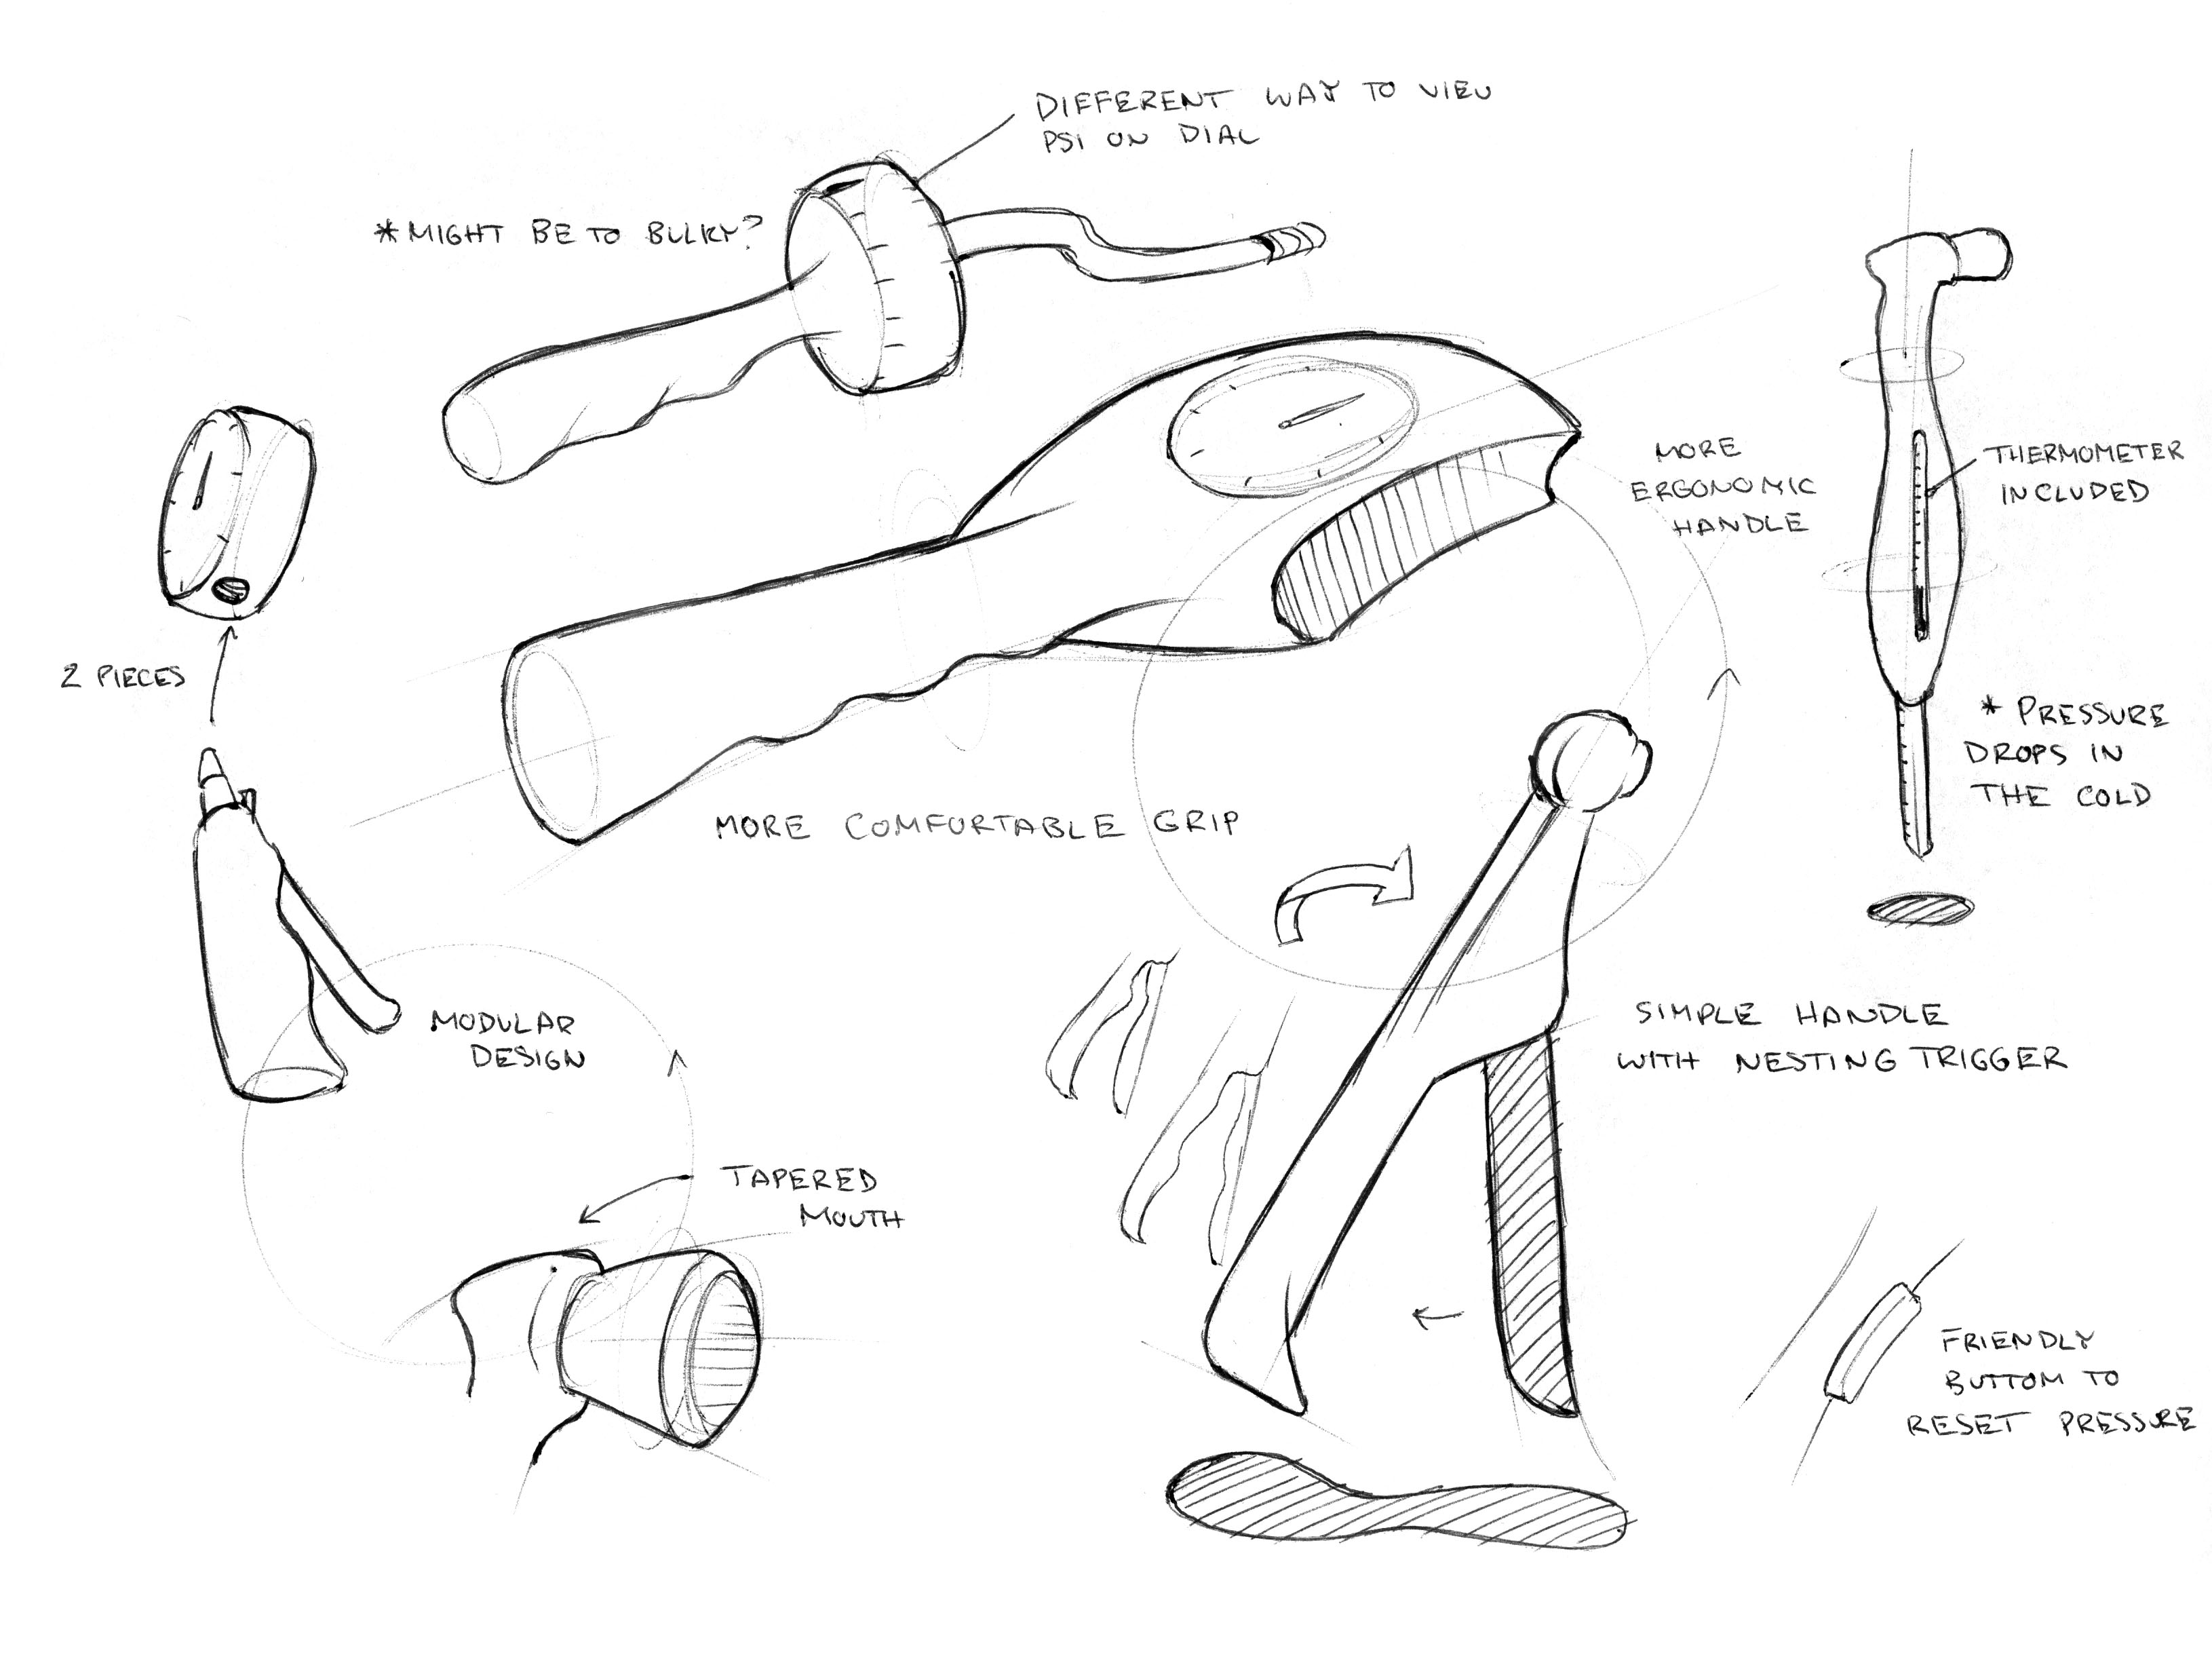 DIFFERENT WAY TO VIEW
PSI ON DIAL
*MIGHT BE TO BULKY?
MORE
ERGONOMIC
HANDLE
THERMOMETER
INCLUDED
2 PIECES
* PRESSURE
DROPS IN
THE COLD
MORE COMFORTABLE GRIP
MODULAR
DESIGN
SIMPLE HANDLE
WITH NESTING TRIGGER
TAPERED
MOUTH
FRIENDLY
BUTTOM TO
RESET PRESSURE